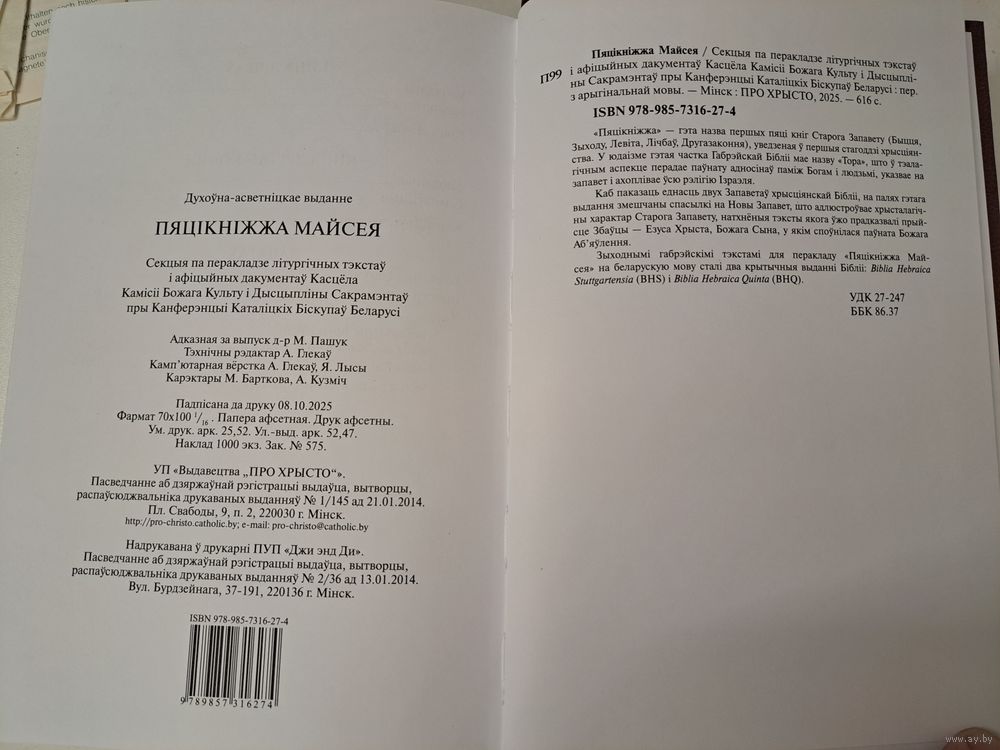 Духоўна-асветніцкае выданне
ПЯЦІКНІЖЖА МАЙСЕЯ
Секцыя па перакладзе літургічных тэкстаў
і афіцыйных дакументаў Касцёла
Камісіі Божага Культу і Дысцыпліны Сакрамэнтаў
пры Канферэнцыі Каталіцкіх Біскупаў Беларусі
Адказная за выпуск д-р М. Пашук
Тэхнічны рэдактар А. Глекаў
Камп'ютарная вёрстка А. Глекаў, Я. Лысы
Карэктары М. Барткова, А. Кузміч
Падпісана да друку 08.10.2025
Фармат 70х100 1/16 . Папера афсетная. Друк афсетны.
Ум. друк. арк. 25,52. Ул.-выд. арк. 52,47.
Наклад 1000 экз. Зак. № 575.
УП «Выдавецтва „ПРО ХРЫСТО“».
Пасведчанне аб дзяржаўнай рэгістрацыі выдаўца, вытворцы,
распаўсюджвальніка друкаваных выданняў № 1/145 ад 21.01.2014.
Пл. Свабоды, 9, п. 2, 220030 г. Мінск.
http://pro-christo.catholic.by; e-mail: pro-christo@catholic.by
Надрукавана ў друкарні ПУП «Джи энд Ди».
Пасведчанне аб дзяржаўнай рэгістрацыі выдаўца, вытворцы,
распаўсюджвальніка друкаваных выданняў № 2/36 ад 13.01.2014.
Вул. Бурдзейнага, 37-191, 220136 г. Мінск.
ISBN 978-985-7316-27-4
9 789857 316274
Пяцікніжжа Майсея / Секцыя па перакладзе літургічных тэкстаў
П99 і афіцыйных дакументаў Касцёла Камісіі Божага Культу і Дысцыплі-
ны Сакрамэнтаў пры Канферэнцыі Каталіцкіх Біскупаў Беларусі : пер.
з арыгінальнай мовы. — Мінск : ПРО ХРЫСТО, 2025. — 616 с.
ISBN 978-985-7316-27-4
«Пяцікніжжа» — гэта назва першых пяці кніг Старога Запавету (Быцця,
Зыходу, Левіта, Лічбаў, Другазаконня), уведзеная ў першыя стагоддзі хрысціян-
ства. У юдаізме гэтая частка Габрэйскай Бібліі мае назву «Тора», што ў тэала-
гічным аспекце перадае паўнату адносінаў паміж Богам і людзьмі, указвае на
запавет і ахоплівае ўсю рэлігію Ізраэля.
Каб паказаць еднасць двух Запаветаў хрысціянскай Бібліі, на палях гэтага
выдання змешчаны спасылкі на Новы Запавет, што адлюстроўвае хрысталагіч-
ны характар Старога Запавету, натхнёныя тэксты якога ўжо прадказвалі прый-
сце Збаўцы — Езуса Хрыста, Божага Сына, у якім споўнілася паўната Божага
Аб'яўлення.
Зыходнымі габрэйскімі тэкстамі для перакладу «Пяцікніжжа Май-
сея» на беларускую мову сталі два крытычныя выданні Бібліі: Biblia Hebraica
Stuttgartensia (BHS) і Biblia Hebraica Quinta (BHQ).
УДК 27-247
ББК 86.37
www.ay.by